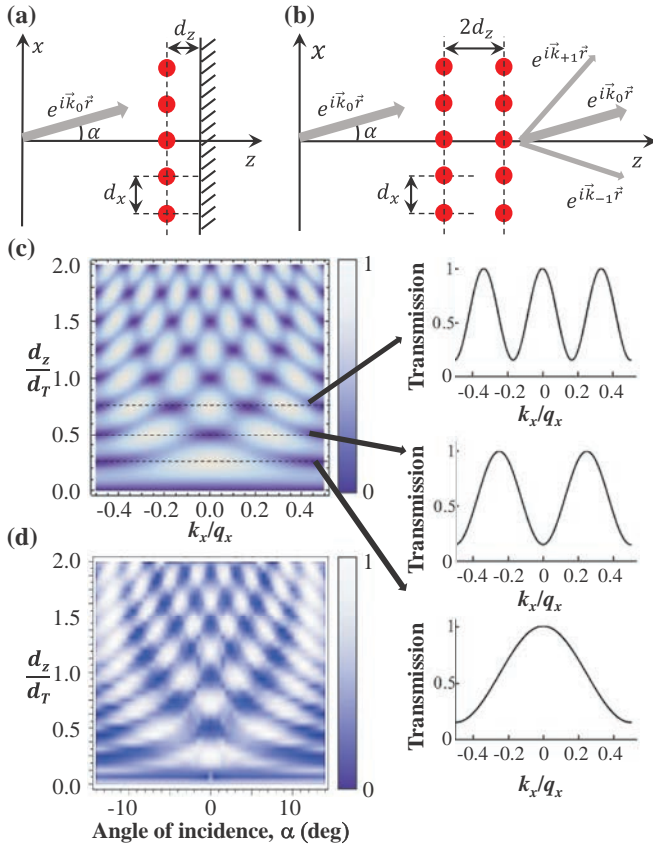 (a)
x
d_z
e^{i\vec{k}_0\vec{r}}
α
z
d_x
(b)
x
2d_z
e^{i\vec{k}_{+1}\vec{r}}
e^{i\vec{k}_0\vec{r}}
α
e^{i\vec{k}_0\vec{r}}
z
d_x
e^{i\vec{k}_{-1}\vec{r}}
(c)
2.0
1.5
d_z/d_T
1.0
0.5
0.0
-0.4 -0.2 0.0 0.2 0.4
k_x/q_x
1
0
Transmission
1
0.5
-0.4 -0.2 0 0.2 0.4
k_x/q_x
Transmission
1
0.5
-0.4 -0.2 0 0.2 0.4
k_x/q_x
Transmission
1
0.5
-0.4 -0.2 0 0.2 0.4
k_x/q_x
(d)
2.0
1.5
d_z/d_T
1.0
0.5
0.0
-10 0 10
Angle of incidence, α (deg)
1
0